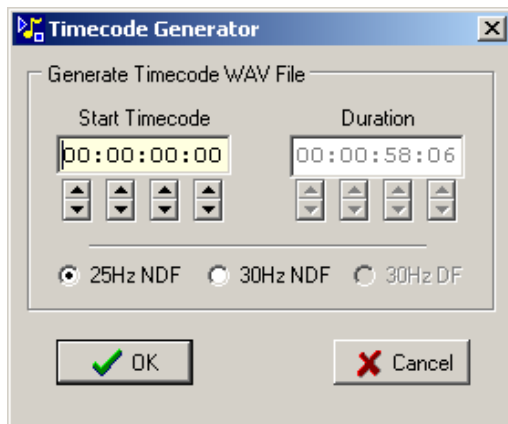 Timecode Generator
Generate Timecode WAV File
Start Timecode Duration
00:00:00:00 00:00:58:06
25Hz NDF 30Hz NDF 30Hz DF
OK Cancel